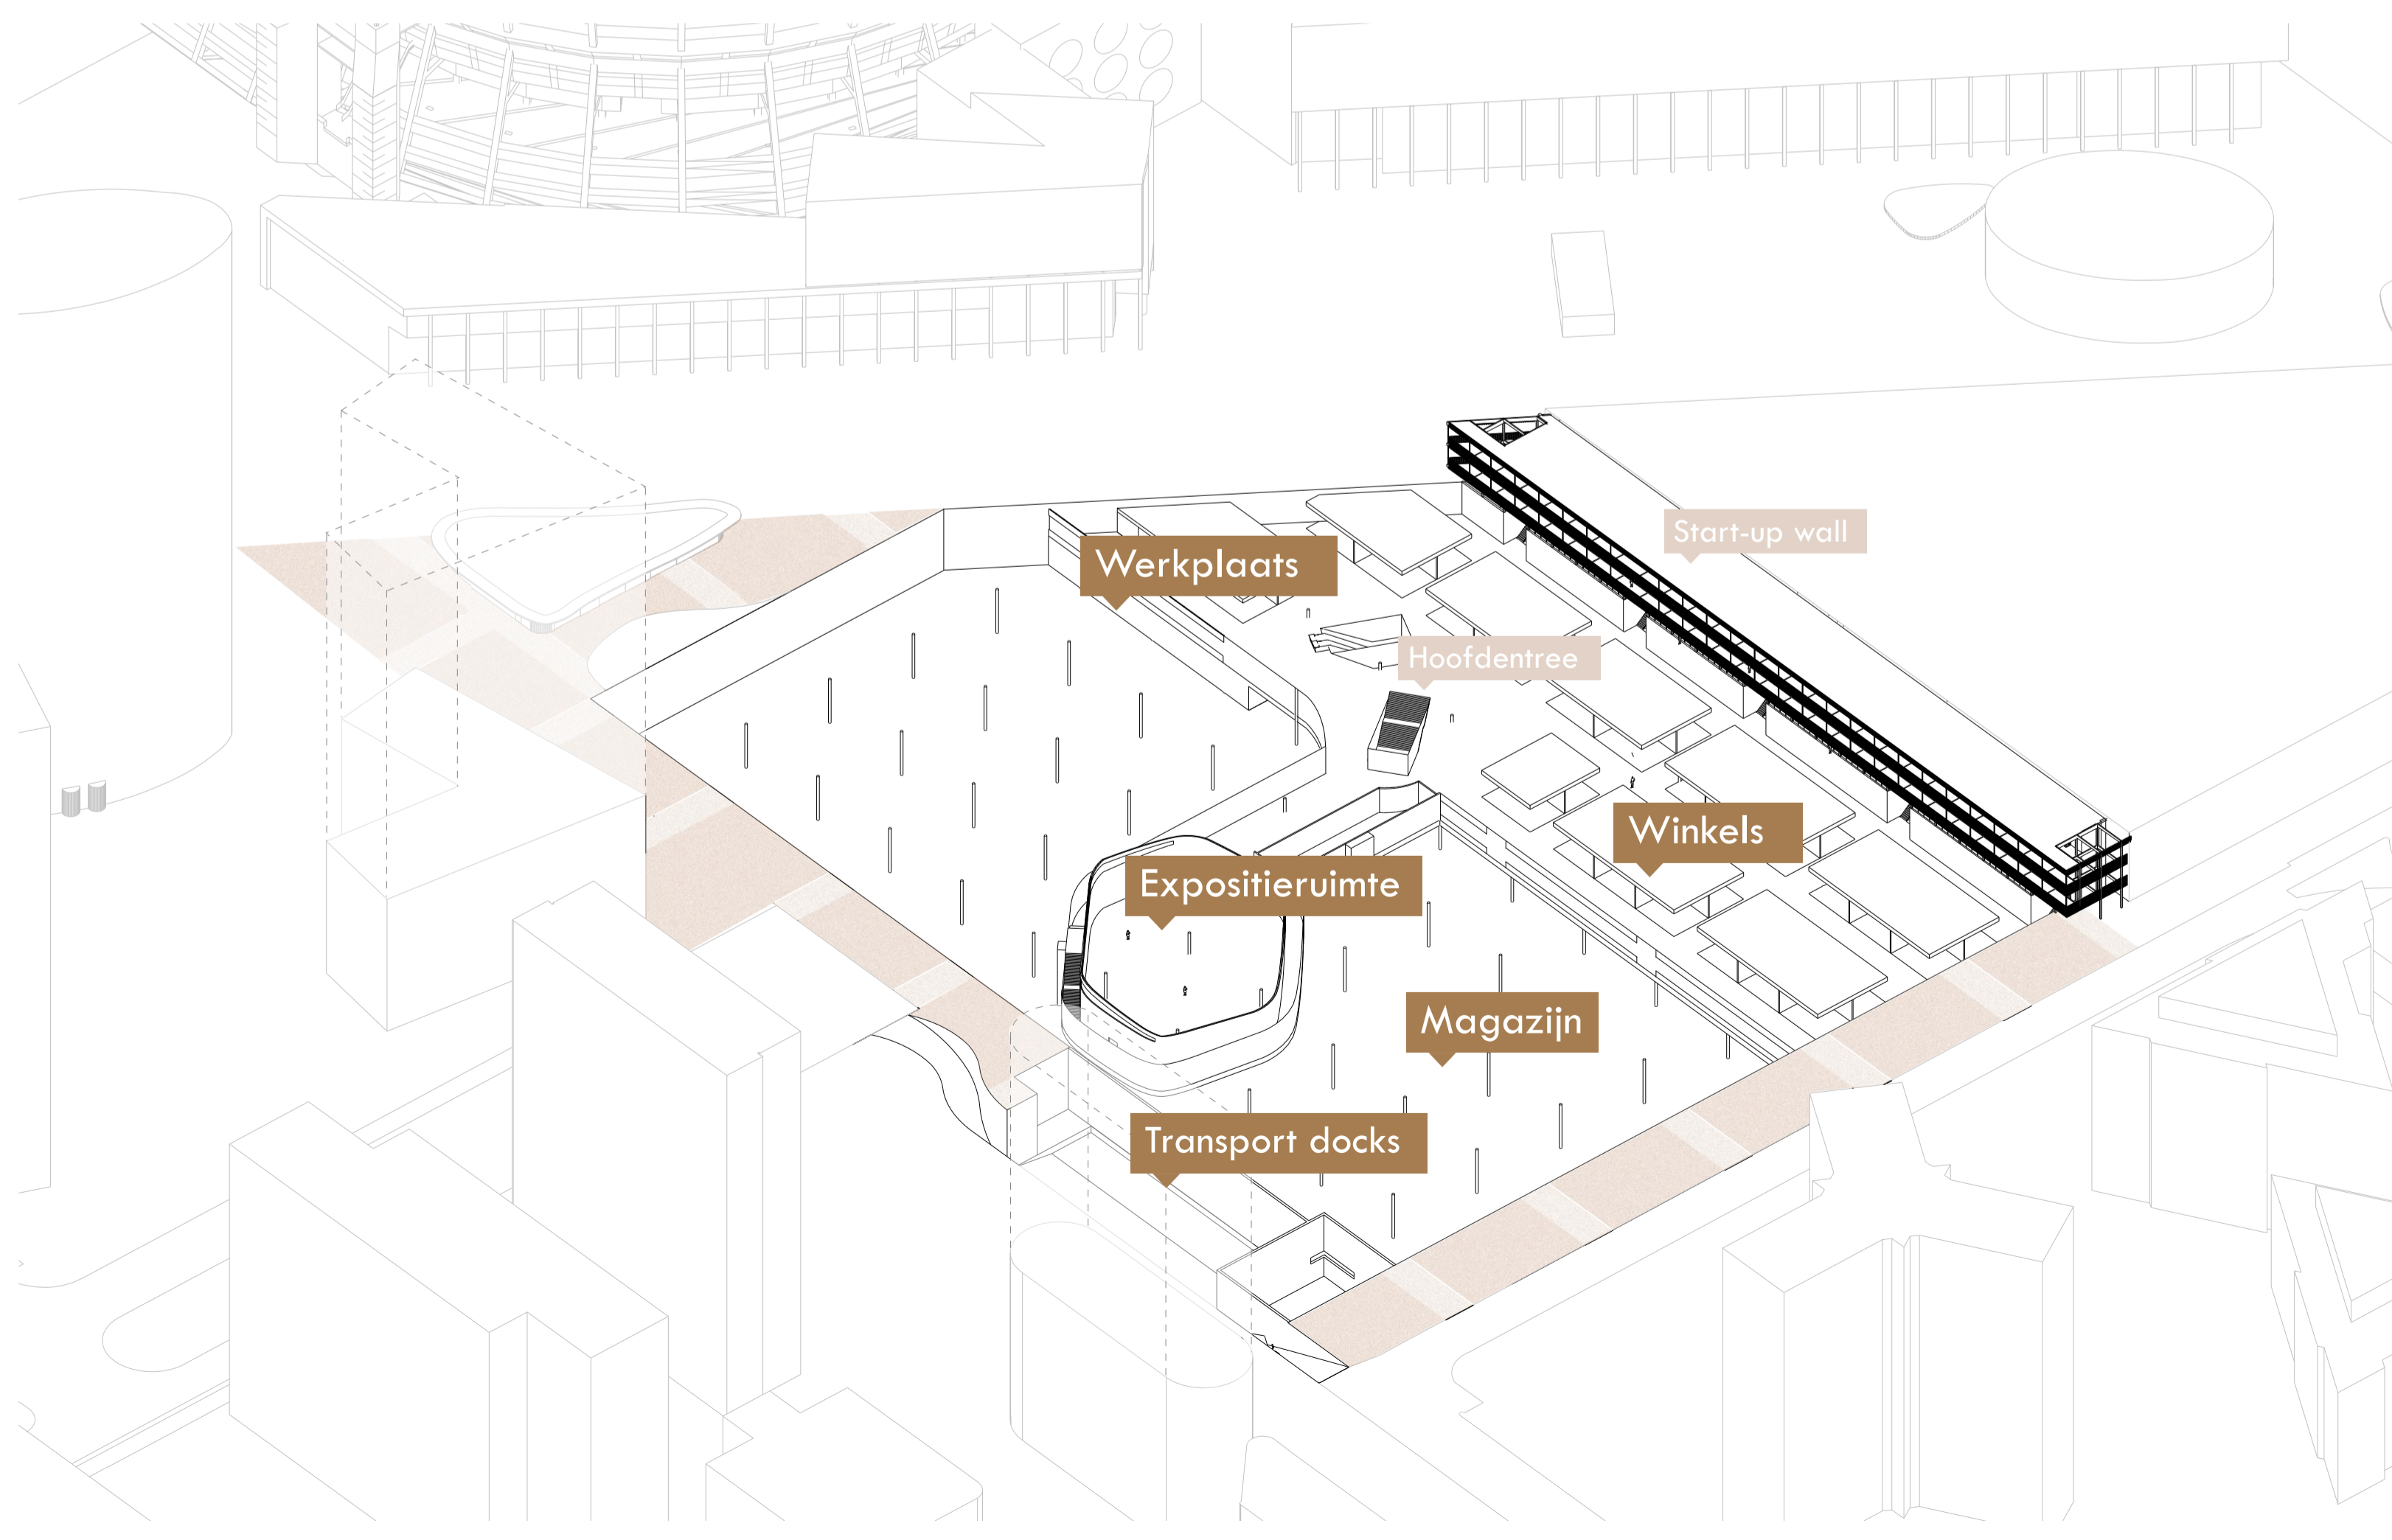 Start-up wall
Werkplaats
Hoofdentree
Winkels
Expositieruimte
Magazijn
Transport docks